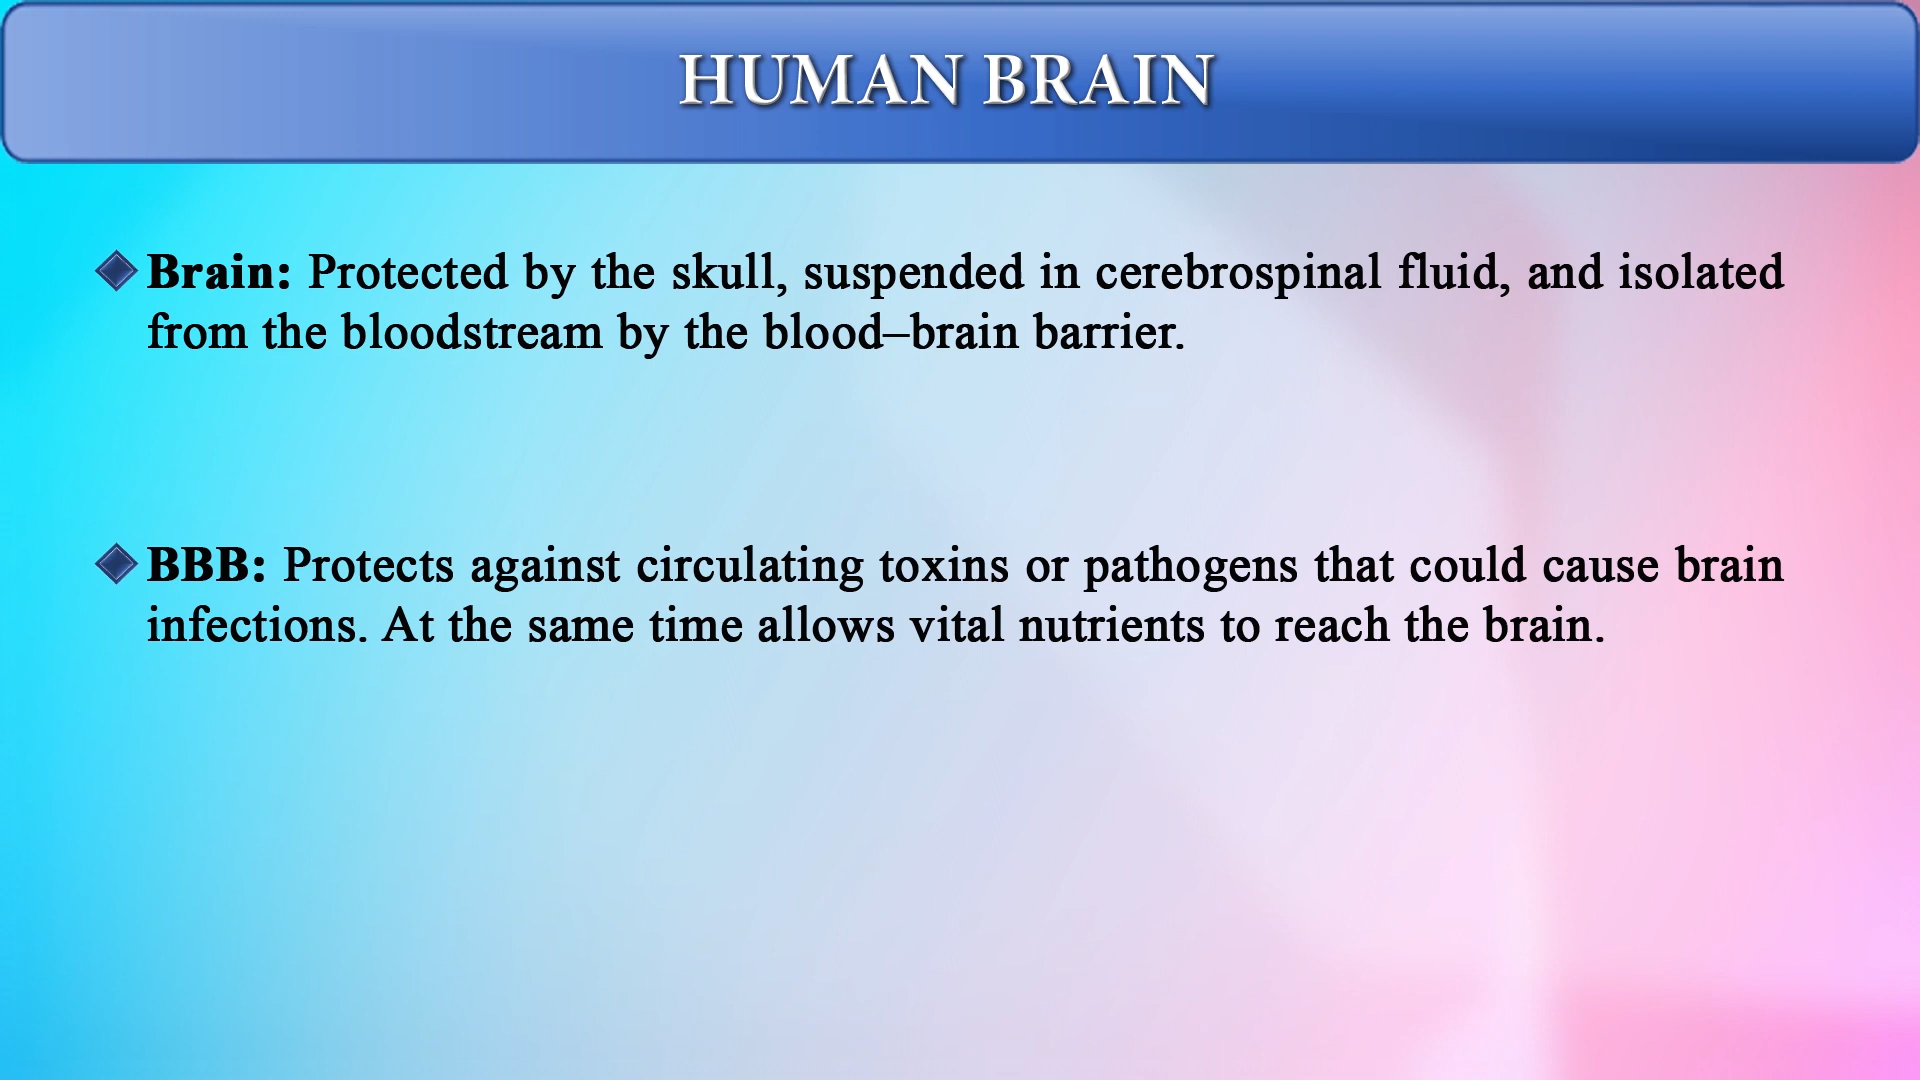 HUMAN BRAIN
Brain: Protected by the skull, suspended in cerebrospinal fluid, and isolated
from the bloodstream by the blood–brain barrier.
BBB: Protects against circulating toxins or pathogens that could cause brain
infections. At the same time allows vital nutrients to reach the brain.